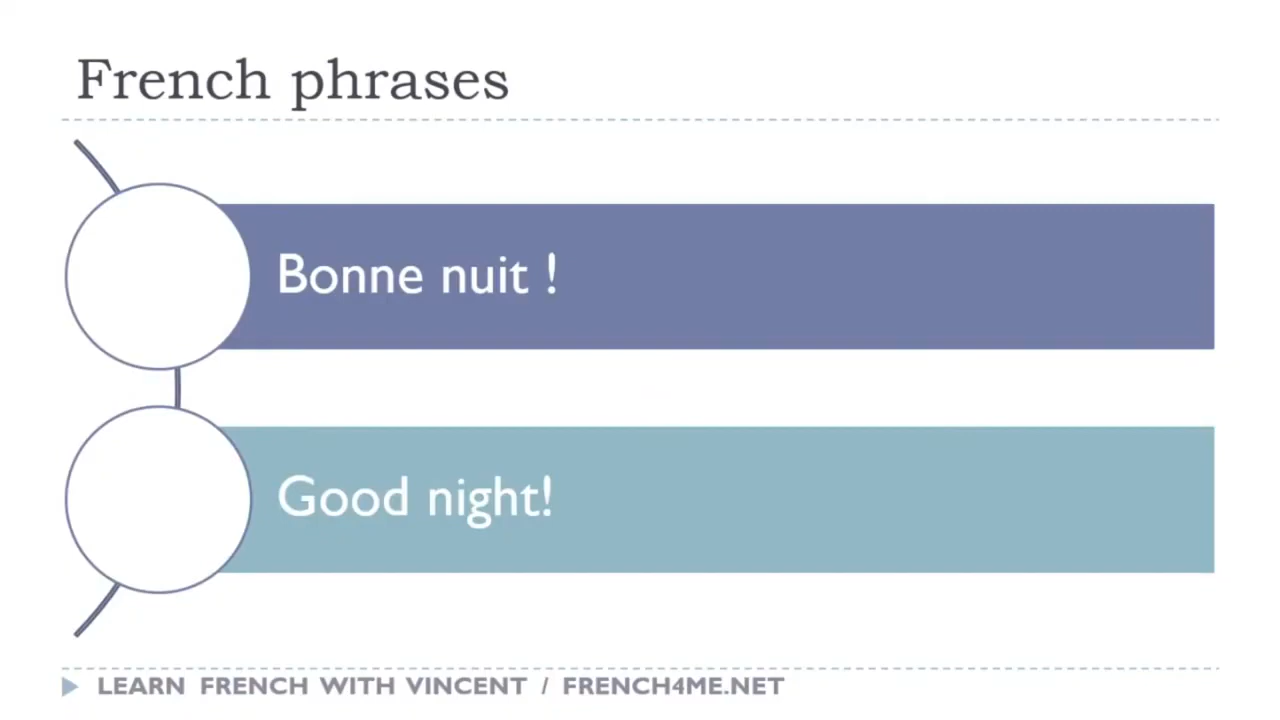 French phrases
Bonne nuit !
Good night!
LEARN FRENCH WITH VINCENT / FRENCH4ME.NET